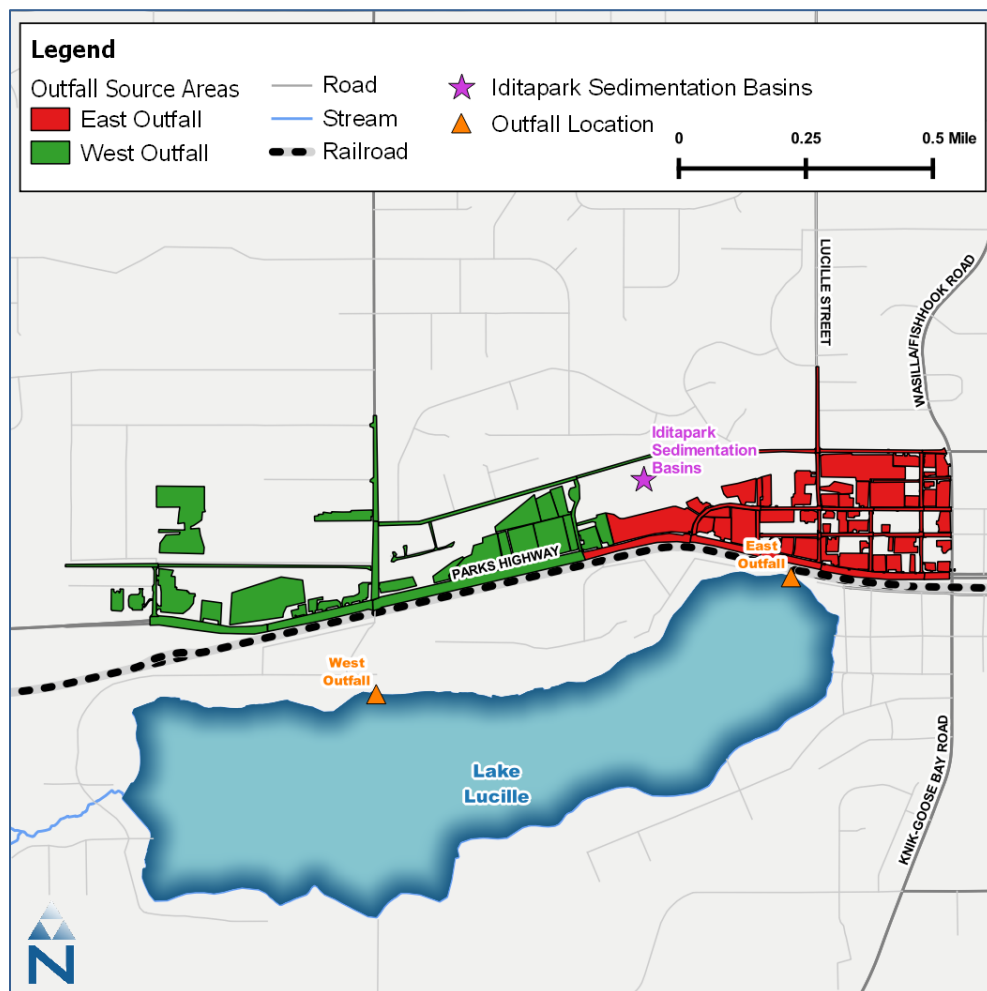 Legend
Outfall Source Areas
East Outfall
West Outfall
Road
Stream
Railroad
Iditapark Sedimentation Basins
Outfall Location
0
0.25
0.5 Mile
LUCILLE STREET
WASILLA/FISHHOOK ROAD
Iditapark
Sedimentation
Basins
PARKS HIGHWAY
East
Outfall
West
Outfall
Lake
Lucille
KNIK-GOOSE BAY ROAD
N